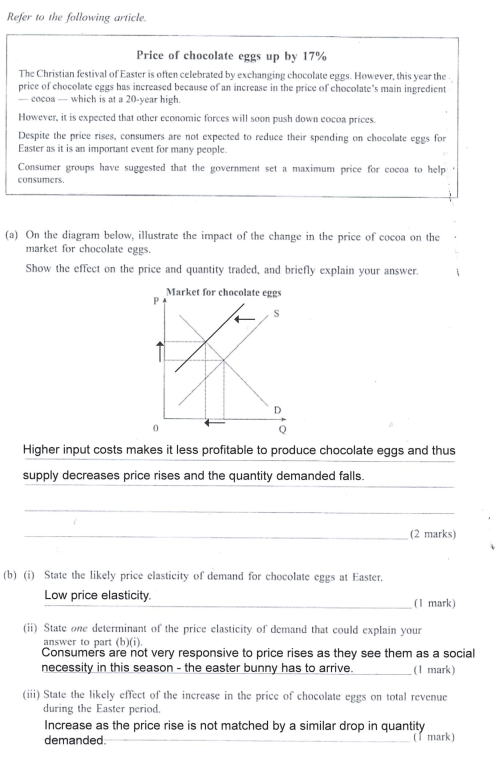 Refer to the following article.
Price of chocolate eggs up by 17%
The Christian festival of Easter is often celebrated by exchanging chocolate eggs. However, this year the
price of chocolate eggs has increased because of an increase in the price of chocolate's main ingredient
— cocoa — which is at a 20-year high.
However, it is expected that other economic forces will soon push down cocoa prices.
Despite the price rises, consumers are not expected to reduce their spending on chocolate eggs for
Easter as it is an important event for many people.
Consumer groups have suggested that the government set a maximum price for cocoa to help
consumers.
(a) On the diagram below, illustrate the impact of the change in the price of cocoa on the
market for chocolate eggs.
Show the effect on the price and quantity traded, and briefly explain your answer.
Market for chocolate eggs
P
S
D
0
Q
Higher input costs makes it less profitable to produce chocolate eggs and thus
supply decreases price rises and the quantity demanded falls.
(2 marks)
(b) (i) State the likely price elasticity of demand for chocolate eggs at Easter.
Low price elasticity.
(1 mark)
(ii) State one determinant of the price elasticity of demand that could explain your
answer to part (b)(i).
Consumers are not very responsive to price rises as they see them as a social
necessity in this season - the easter bunny has to arrive.
(1 mark)
(iii) State the likely effect of the increase in the price of chocolate eggs on total revenue
during the Easter period.
Increase as the price rise is not matched by a similar drop in quantity
demanded.
(1 mark)